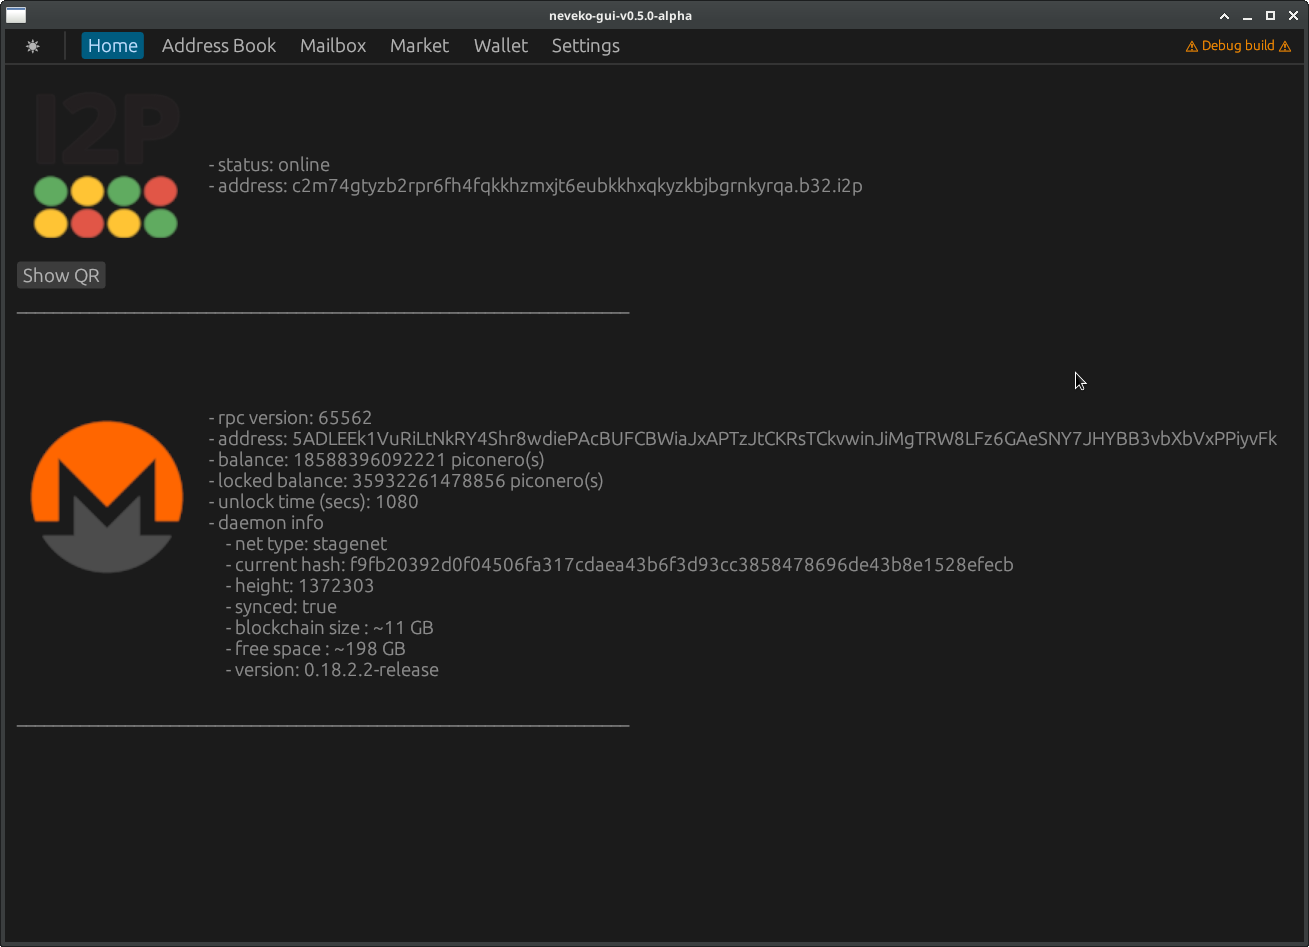 neveko-gui-v0.5.0-alpha
Home Address Book Mailbox Market Wallet Settings ⚠ Debug build ⚠
I2P
- status: online
- address: c2m74gtyzb2rpr6fh4fqkkhzmxjt6eubkkhxqkyzkbjbgrnkyrqa.b32.i2p
Show QR
- rpc version: 65562
- address: 5ADLEEk1VuRiLtNkRY4Shr8wdiePAcBUFCBWiaJxAPTzJtCKRsTCkvwinJiMgTRW8LFz6GAeSNY7JHYBB3vbXbVxPPiyvFk
- balance: 18588396092221 piconero(s)
- locked balance: 35932261478856 piconero(s)
- unlock time (secs): 1080
- daemon info
- net type: stagenet
- current hash: f9fb20392d0f04506fa317cdaea43b6f3d93cc3858478696de43b8e1528efecb
- height: 1372303
- synced: true
- blockchain size : ~11 GB
- free space : ~198 GB
- version: 0.18.2.2-release